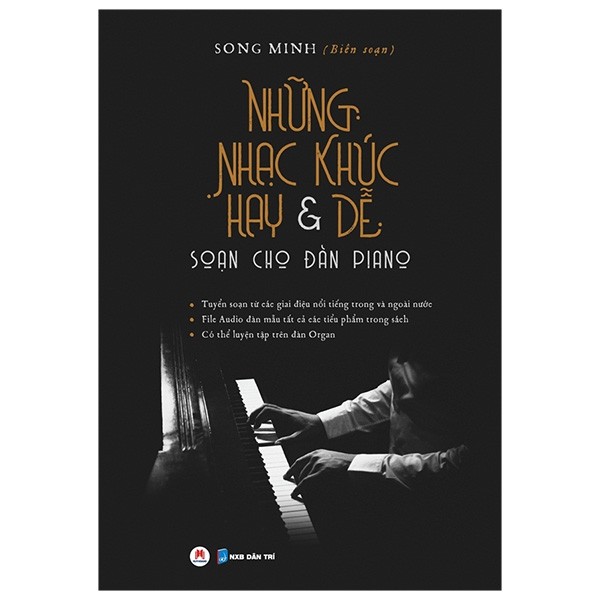 SONG MINH (Biên soạn)
NHỮNG
NHẠC KHÚC
HAY & DỄ
SOẠN CHO ĐÀN PIANO
Tuyển soạn từ các giai điệu nổi tiếng trong và ngoài nước
File Audio đàn mẫu tất cả các tiểu phẩm trong sách
Có thể luyện tập trên đàn Organ
NXB DÂN TRÍ